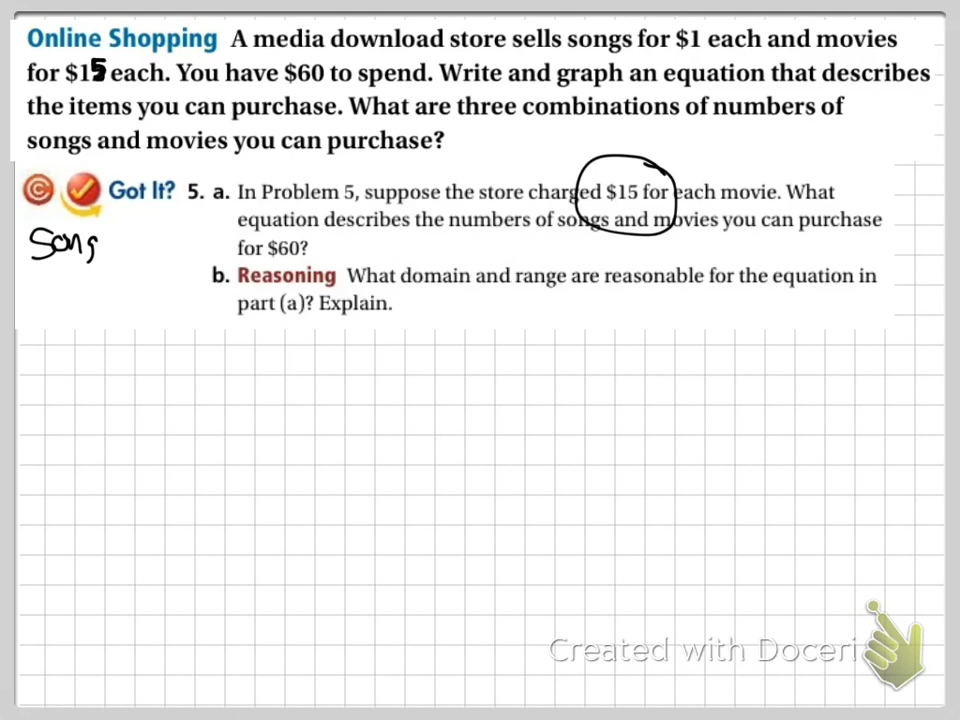 Online Shopping A media download store sells songs for $1 each and movies
for $15 each. You have $60 to spend. Write and graph an equation that describes
the items you can purchase. What are three combinations of numbers of
songs and movies you can purchase?
© Got It? 5. a. In Problem 5, suppose the store charged $15 for each movie. What
equation describes the numbers of songs and movies you can purchase
for $60?
Song
b. Reasoning What domain and range are reasonable for the equation in
part (a)? Explain.
Created with Doceri